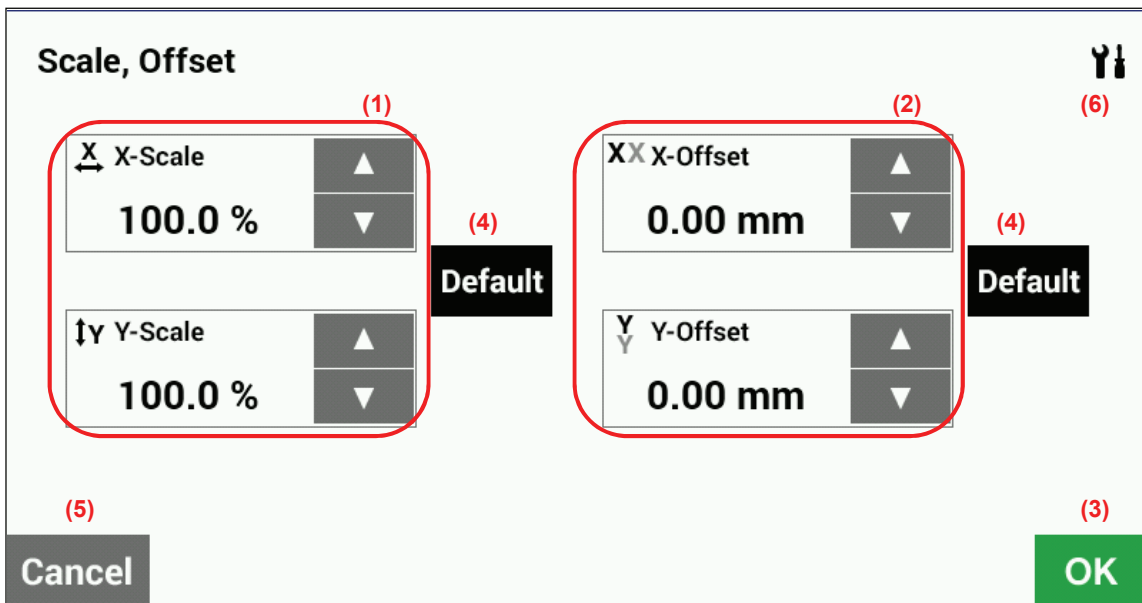 Scale, Offset
(1)
(2)
(6)
X X-Scale
XX X-Offset
100.0 %
0.00 mm
(4)
(4)
Default
Default
Y Y-Scale
Y Y Y-Offset
100.0 %
0.00 mm
(5)
(3)
Cancel
OK